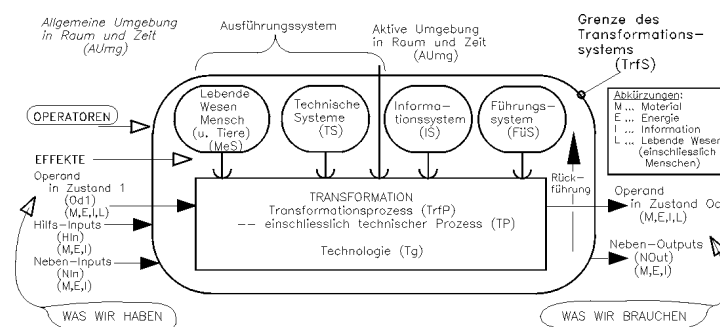 Allgemeine Umgebung
in Raum und Zeit
(AUmg)
Ausführungssystem
Aktive Umgebung
in Raum und Zeit
(AUmg)
Grenze des
Transformations-
systems
(TrfS)
Abkürzungen:
M ... Material
E ... Energie
I ... Information
L ... Lebende Wesen
(einschliesslich
Menschen)
OPERATOREN
Lebende
Wesen
Mensch
(u. Tiere)
(MeS)
Technische
Systeme
(TS)
Informa-
tionssystem
(IS)
Führungs-
system
(FüS)
EFFEKTE
Operand
in Zustand 1
(Od1)
(M,E,I,L)
Hilfs-Inputs
(HIn)
(M,E,I)
Neben-Inputs
(NIn)
(M,E,I)
TRANSFORMATION
Transformationsprozess (TrfP)
-- einschliesslich technischer Prozess (TP)
Technologie (Tg)
Rück-
führung
Operand
in Zustand Od
(M,E,I,L)
Neben-Outputs
(NOut)
(M,E,I)
WAS WIR HABEN
WAS WIR BRAUCHEN